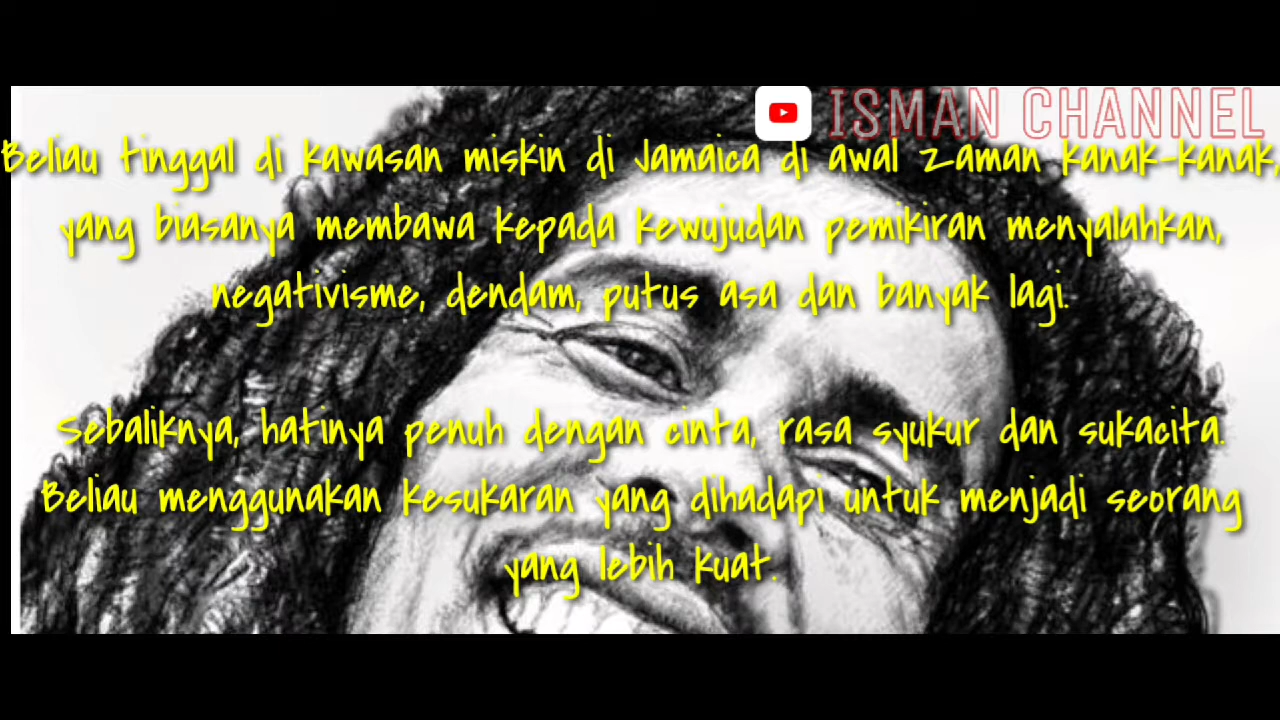 ISMAN CHANNEL
Beliau tinggal di kawasan miskin di Jamaica di awal zaman kanak-kanak,
yang biasanya membawa kepada kewujudan pemikiran menyalahkan,
negativisme, dendam, putus asa dan banyak lagi.
Sebaliknya, hatinya penuh dengan cinta, rasa syukur dan sukacita.
Beliau menggunakan kesukaran yang dihadapi untuk menjadi seorang
yang lebih kuat.